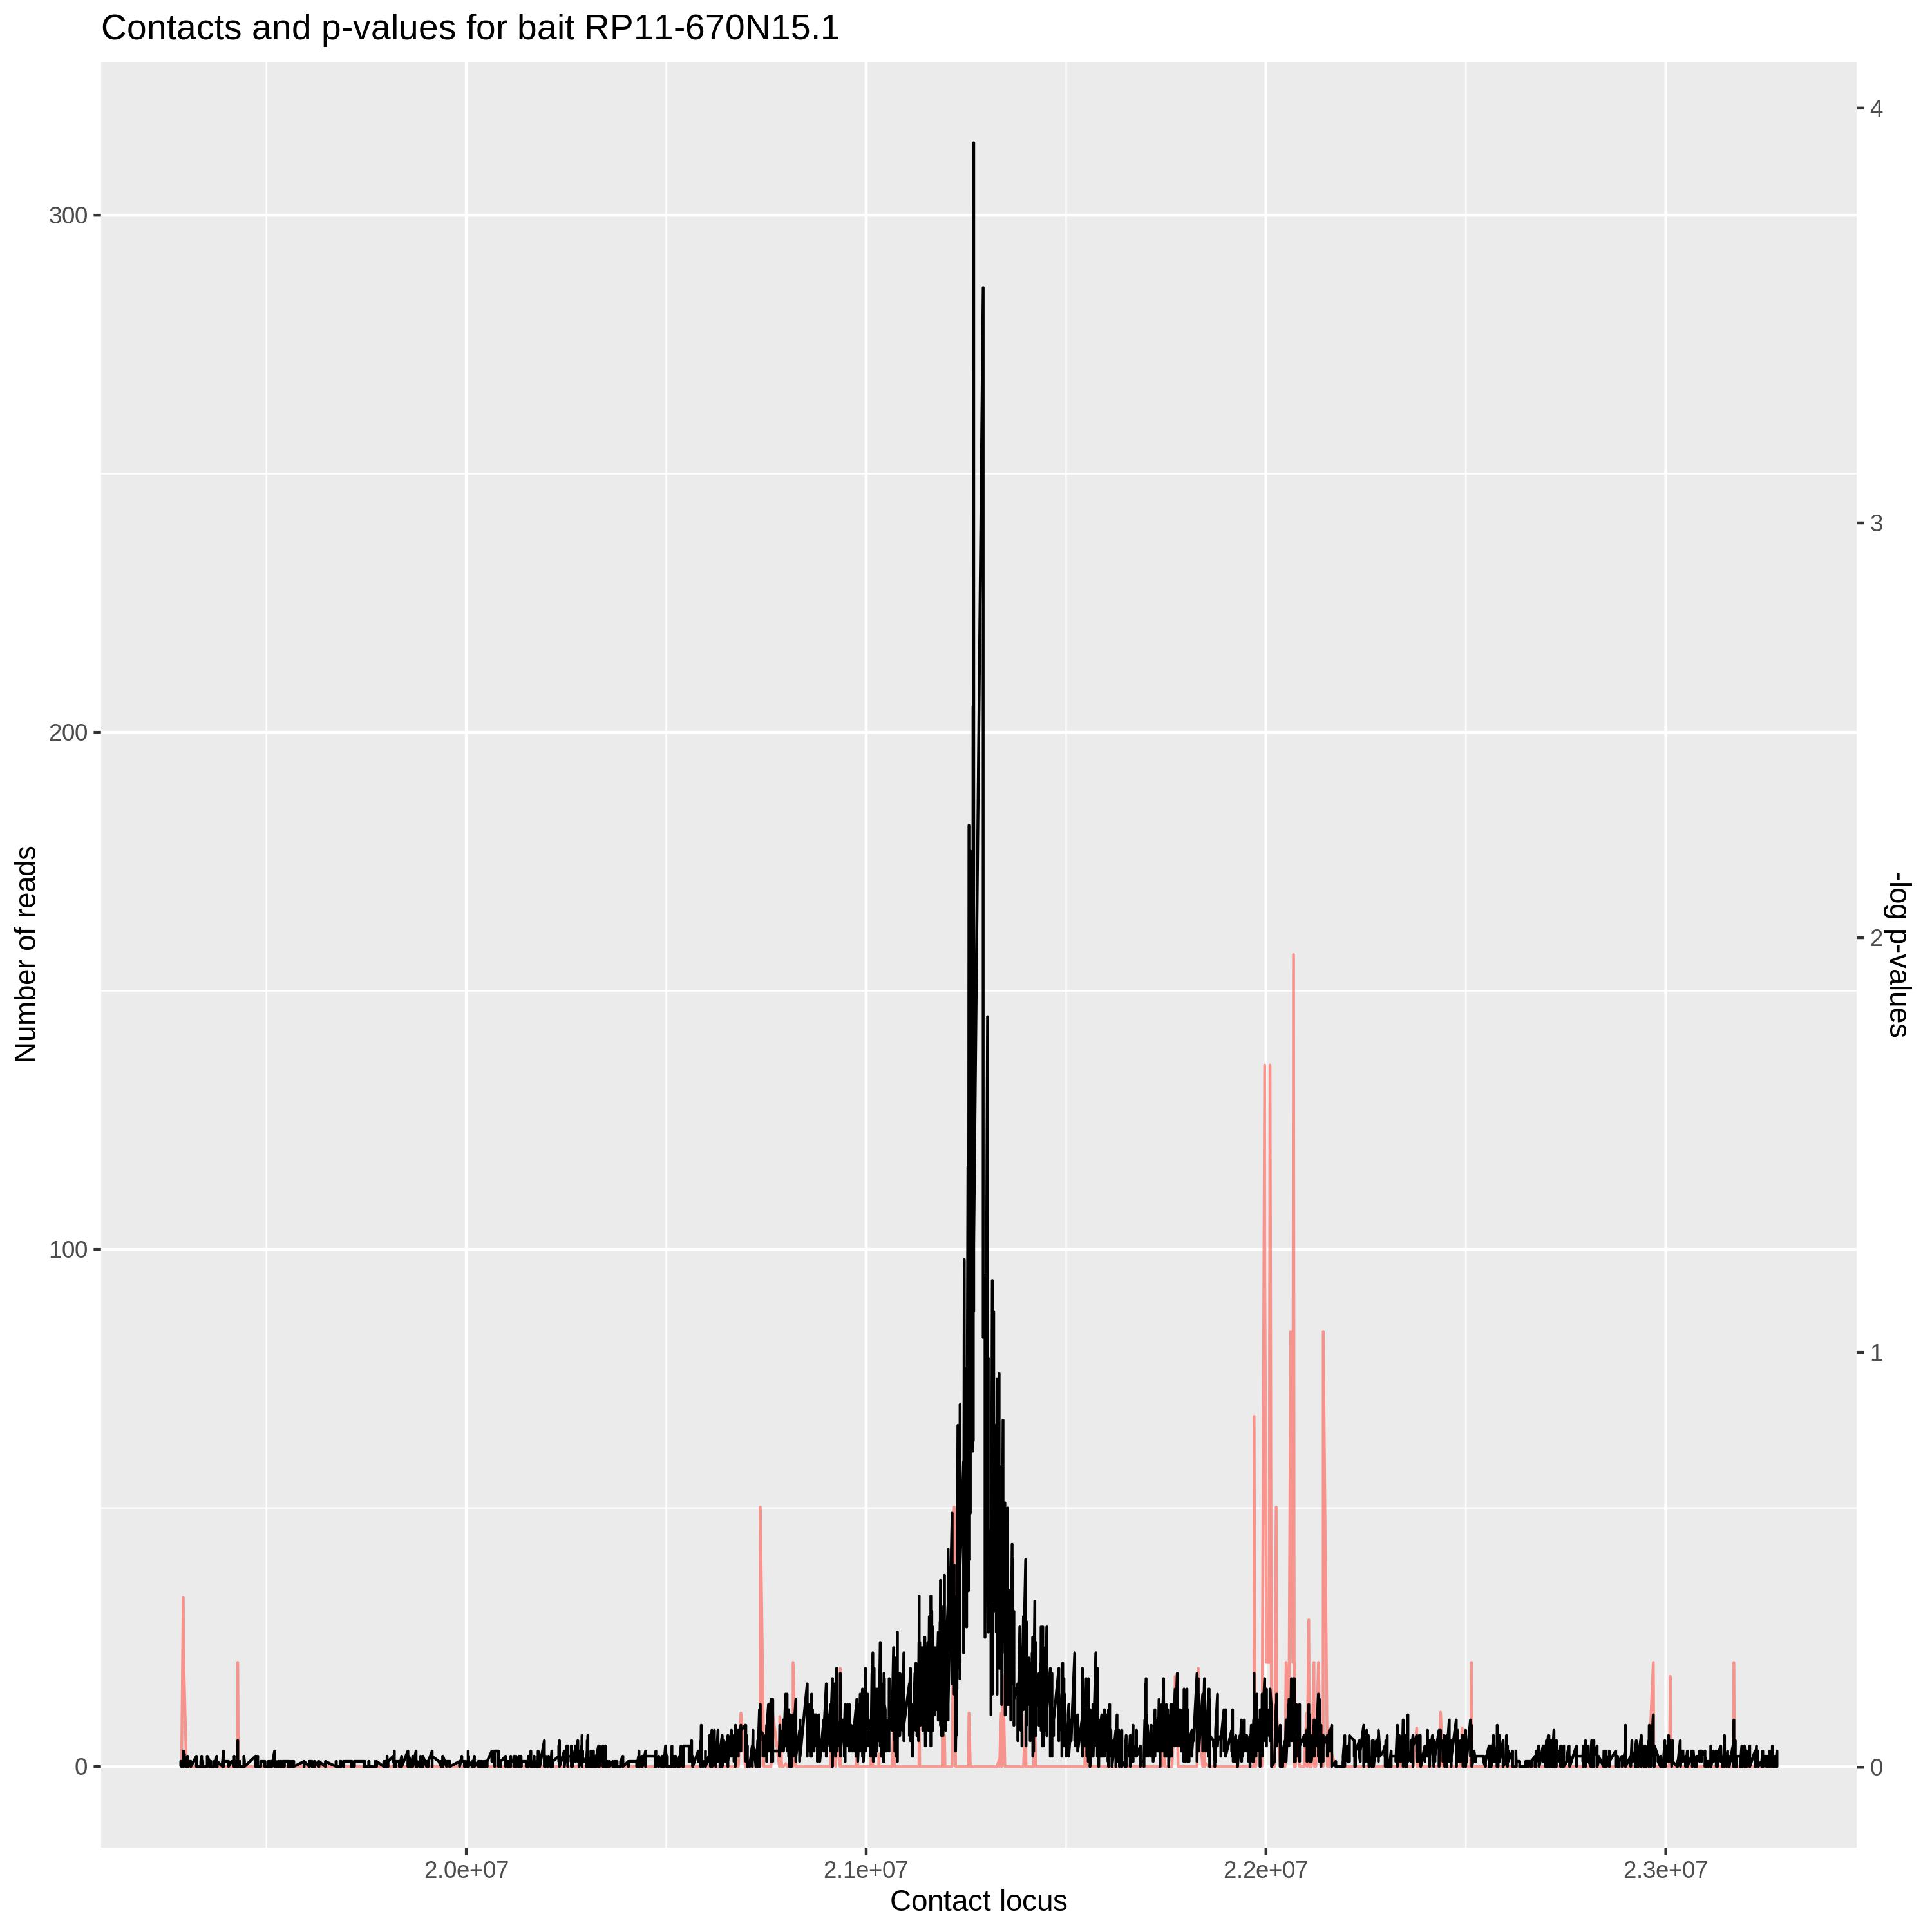 Contacts and p-values for bait RP11-670N15.1
Number of reads
300
200
100
0
4
3
2
1
0
-log p-values
2.0e+07
2.1e+07
2.2e+07
2.3e+07
Contact locus